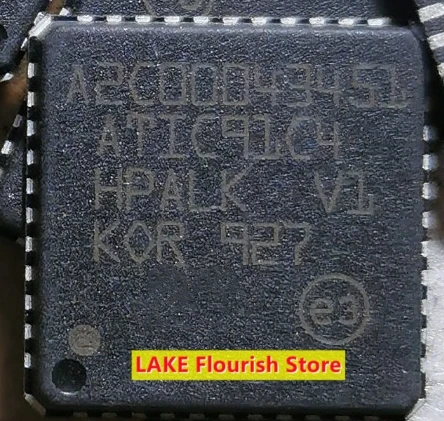 A2C00043451
ATIC91C4
HPALK V1
KOR 927
e3
LAKE Flourish Store